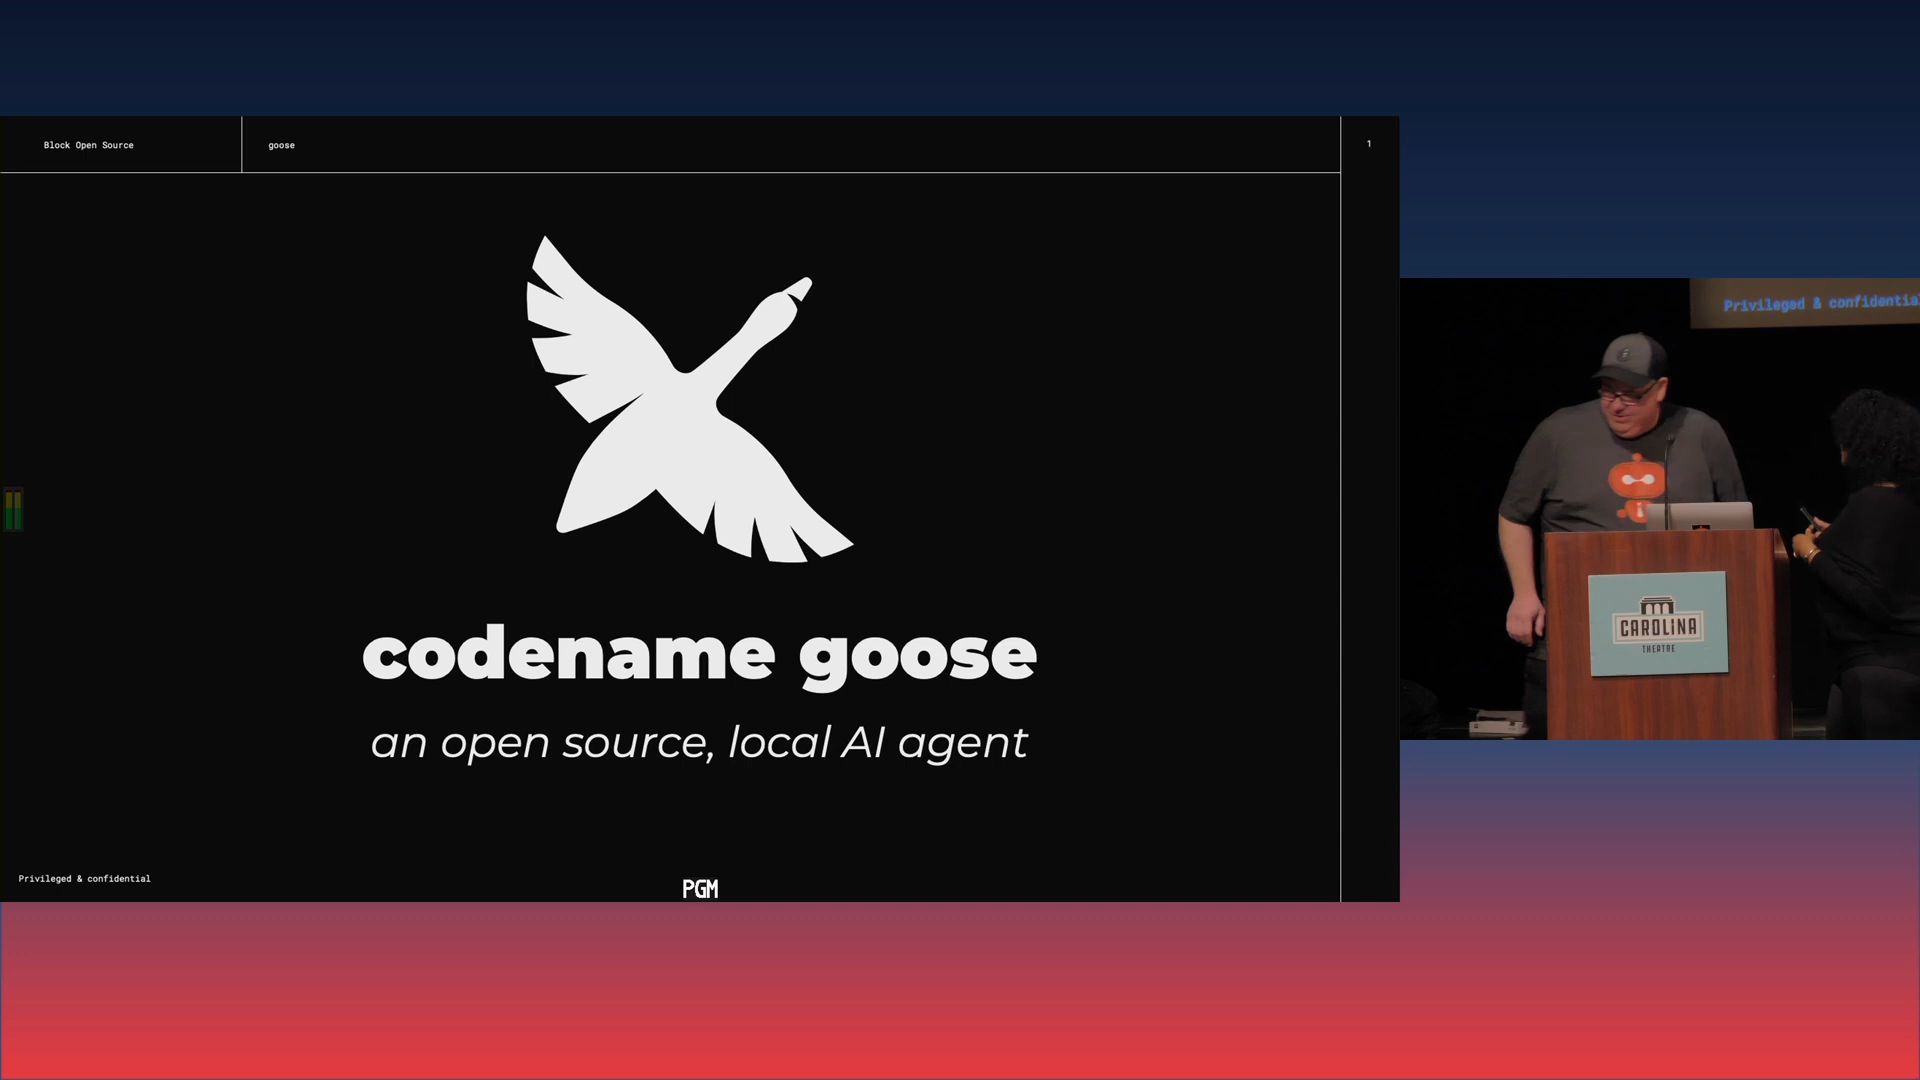 Block Open Source
goose
1
codename goose
an open source, local AI agent
Privileged & confidential
PGM
Privileged & confidential
CAROLINA
THEATRE